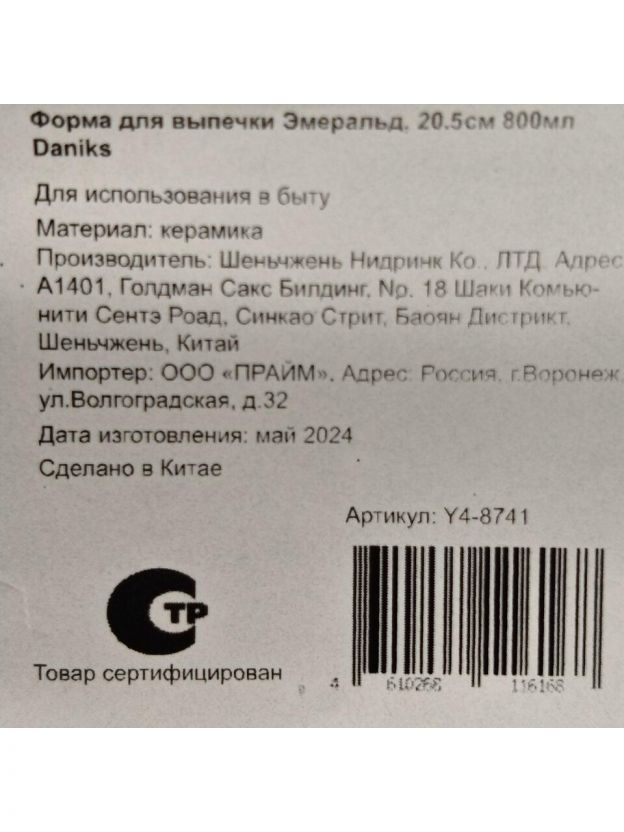 Форма для выпечки Эмеральд, 20.5см 800мл
Daniks
Для использования в быту
Материал: керамика
Производитель: Шеньчжень Нидринк Ко., ЛТД. Адрес
А1401, Голдман Сакс Билдинг, No. 18 Шаки Комью-
нити Сентэ Роад, Синкао Стрит, Баоян Дистрикт,
Шеньчжень, Китай
Импортер: ООО «ПРАЙМ», Адрес: Россия, г.Воронеж,
ул.Волгоградская, д.32
Дата изготовления: май 2024
Сделано в Китае
Артикул: Y4-8741
СТР
Товар сертифицирован
4 610268 116168